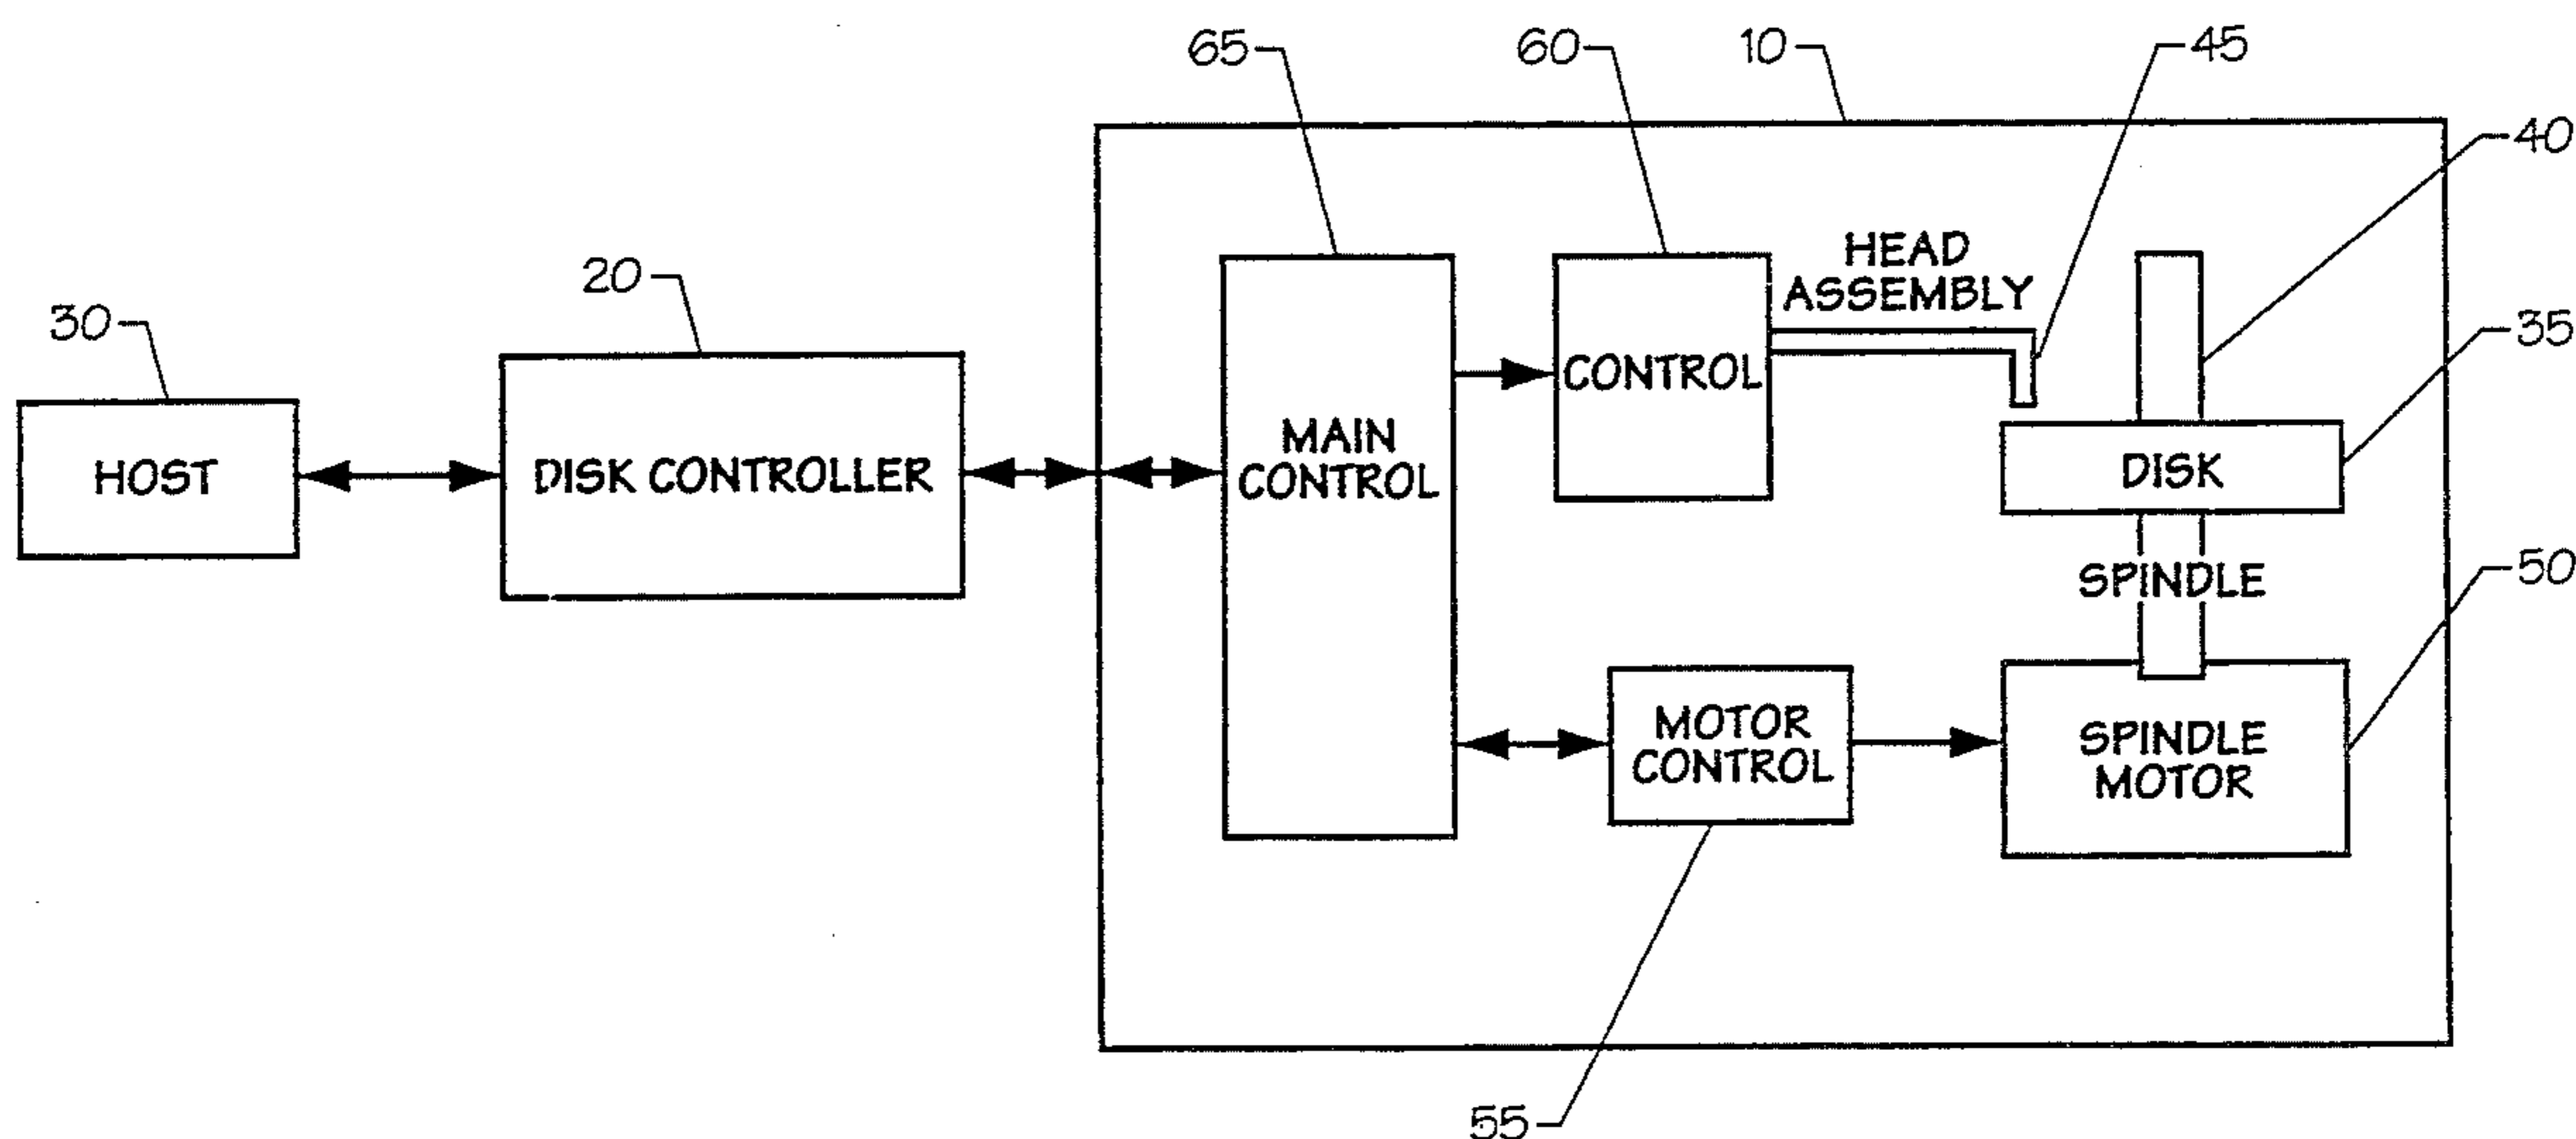 65
60
10
45
40
20
HEAD
ASSEMBLY
30
35
CONTROL
MAIN
CONTROL
HOST
DISK CONTROLLER
DISK
SPINDLE
50
MOTOR
CONTROL
SPINDLE
MOTOR
55